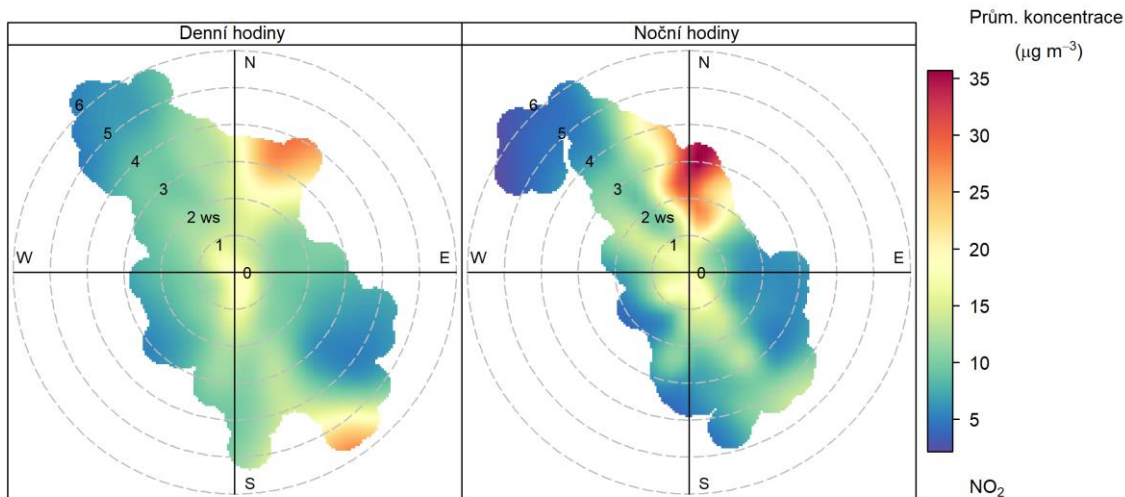 Denní hodiny
N
6
5
4
3
2 ws
1
W
0
E
S
Noční hodiny
N
6
5
4
3
2 ws
1
W
0
E
S
Prům. koncentrace
(μg m⁻³)
35
30
25
20
15
10
5
NO₂